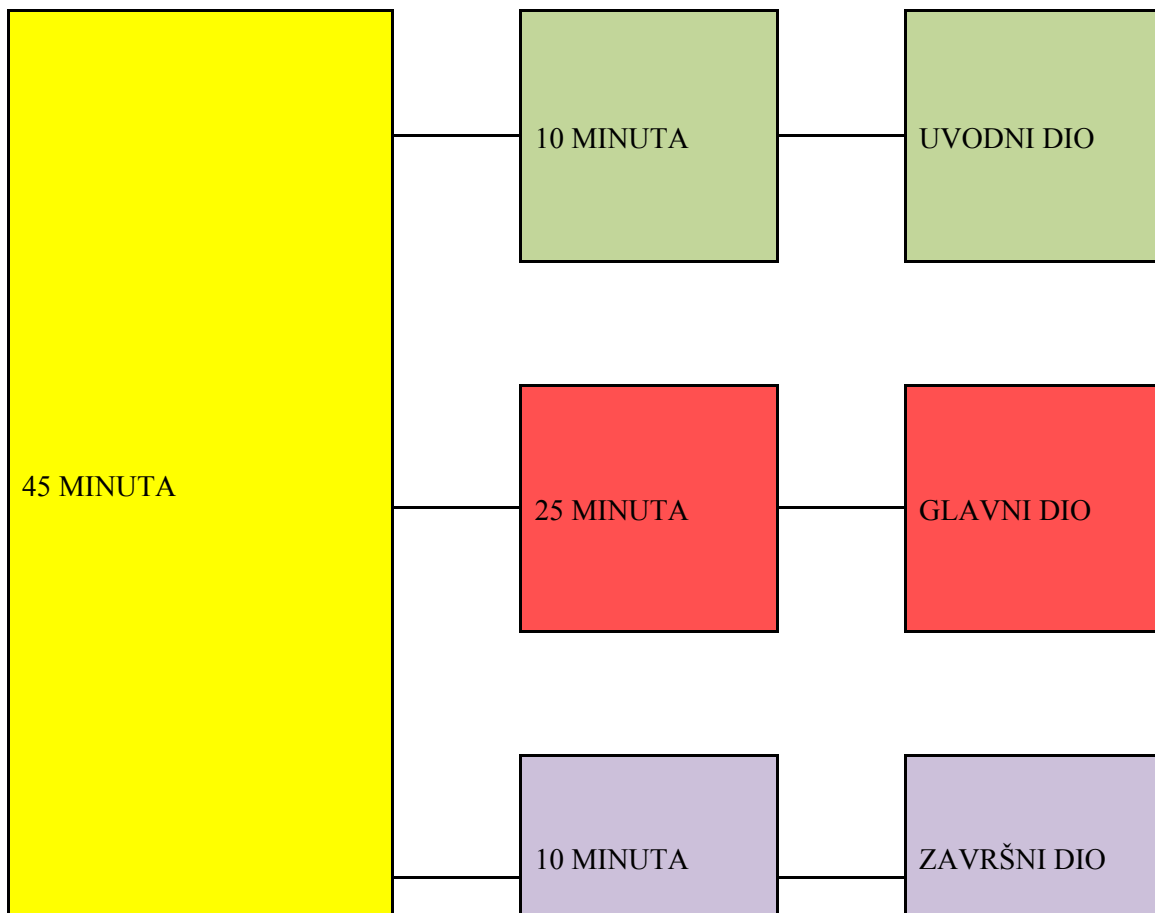 10 MINUTA
UVODNI DIO
45 MINUTA
25 MINUTA
GLAVNI DIO
10 MINUTA
ZAVRŠNI DIO